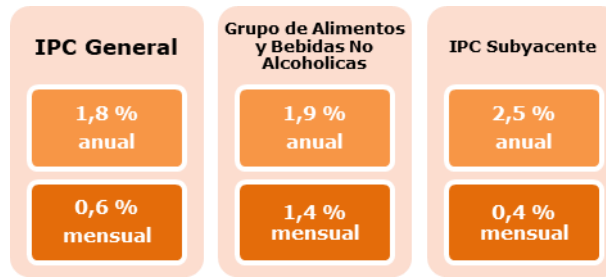 IPC General
1,8 %
anual
0,6 %
mensual
Grupo de Alimentos
y Bebidas No
Alcoholicas
1,9 %
anual
1,4 %
mensual
IPC Subyacente
2,5 %
anual
0,4 %
mensual